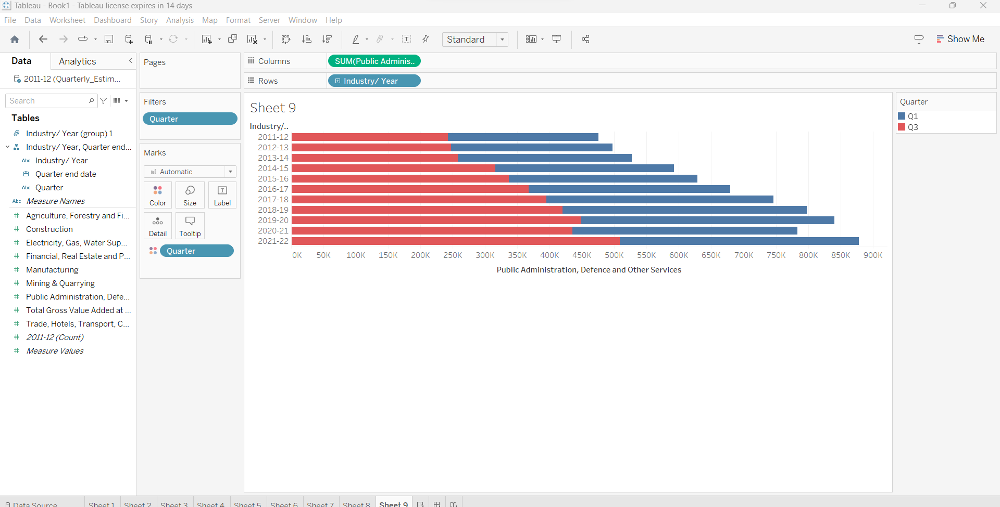 Tableau - Book1 - Tableau license expires in 14 days
File Data Worksheet Dashboard Story Analysis Map Format Server Window Help
Standard
Show Me
Data Analytics
2011-12 (Quarterly_Estim...
Search
Tables
Industry/ Year (group) 1
Industry/ Year, Quarter end...
Abc Industry/ Year
Quarter end date
Abc Quarter
Abc Measure Names
# Agriculture, Forestry and Fi...
# Construction
# Electricity, Gas, Water Sup...
# Financial, Real Estate and P...
# Manufacturing
# Mining & Quarrying
# Public Administration, Defe...
# Total Gross Value Added at ...
# Trade, Hotels, Transport, C...
# 2011-12 (Count)
# Measure Values
Pages
Filters
Quarter
Marks
Automatic
Color Size Label
Detail Tooltip
Quarter
Columns SUM(Public Adminis..
Rows Industry/ Year
Sheet 9
Industry/..
2011-12
2012-13
2013-14
2014-15
2015-16
2016-17
2017-18
2018-19
2019-20
2020-21
2021-22
0K 50K 100K 150K 200K 250K 300K 350K 400K 450K 500K 550K 600K 650K 700K 750K 800K 850K 900K
Public Administration, Defence and Other Services
Quarter
Q1
Q3
Data Source Sheet 1 Sheet 2 Sheet 3 Sheet 4 Sheet 5 Sheet 6 Sheet 7 Sheet 8 Sheet 9